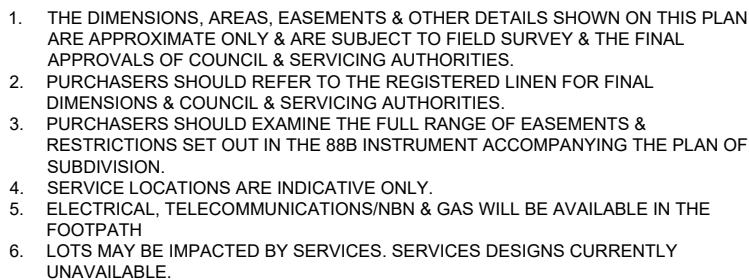 1. THE DIMENSIONS, AREAS, EASEMENTS & OTHER DETAILS SHOWN ON THIS PLAN
ARE APPROXIMATE ONLY & ARE SUBJECT TO FIELD SURVEY & THE FINAL
APPROVALS OF COUNCIL & SERVICING AUTHORITIES.
2. PURCHASERS SHOULD REFER TO THE REGISTERED LINEN FOR FINAL
DIMENSIONS & COUNCIL & SERVICING AUTHORITIES.
3. PURCHASERS SHOULD EXAMINE THE FULL RANGE OF EASEMENTS &
RESTRICTIONS SET OUT IN THE 88B INSTRUMENT ACCOMPANYING THE PLAN OF
SUBDIVISION.
4. SERVICE LOCATIONS ARE INDICATIVE ONLY.
5. ELECTRICAL, TELECOMMUNICATIONS/NBN & GAS WILL BE AVAILABLE IN THE
FOOTPATH
6. LOTS MAY BE IMPACTED BY SERVICES. SERVICES DESIGNS CURRENTLY
UNAVAILABLE.